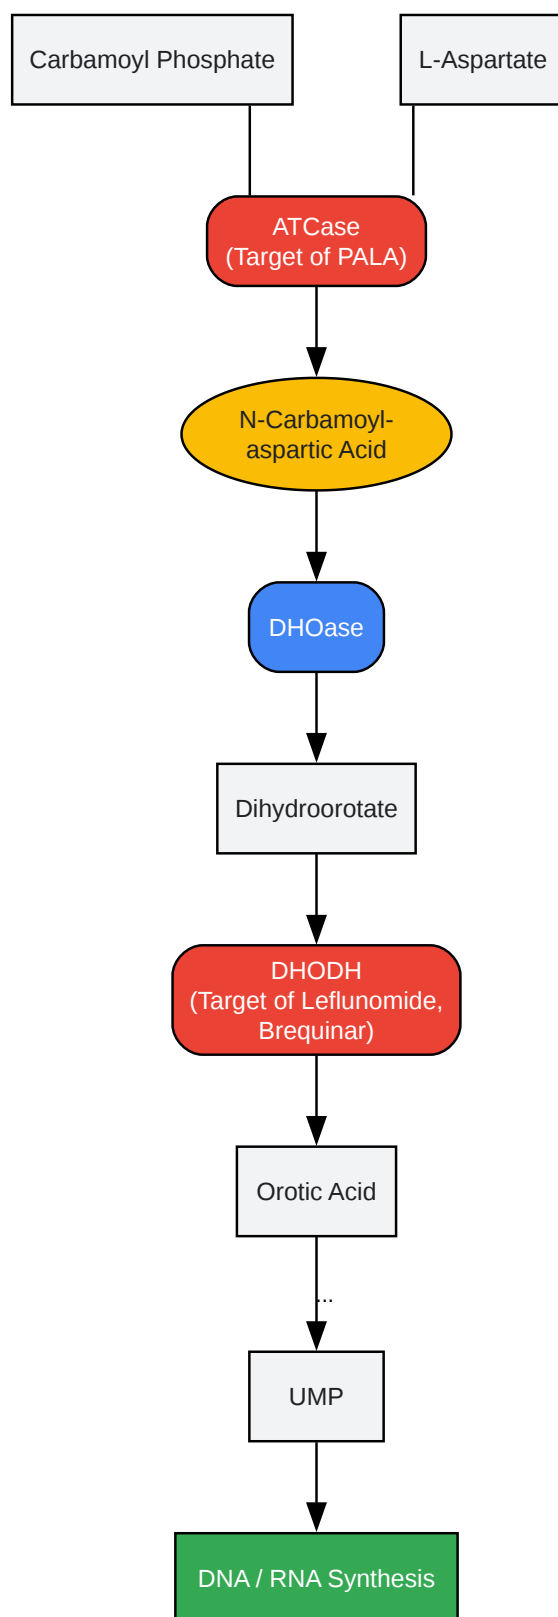 Carbamoyl Phosphate
L-Aspartate
ATCase
(Target of PALA)
N-Carbamoyl-
aspartic Acid
DHOase
Dihydroorotate
DHODH
(Target of Leflunomide,
Brequinar)
Orotic Acid
...
UMP
DNA / RNA Synthesis